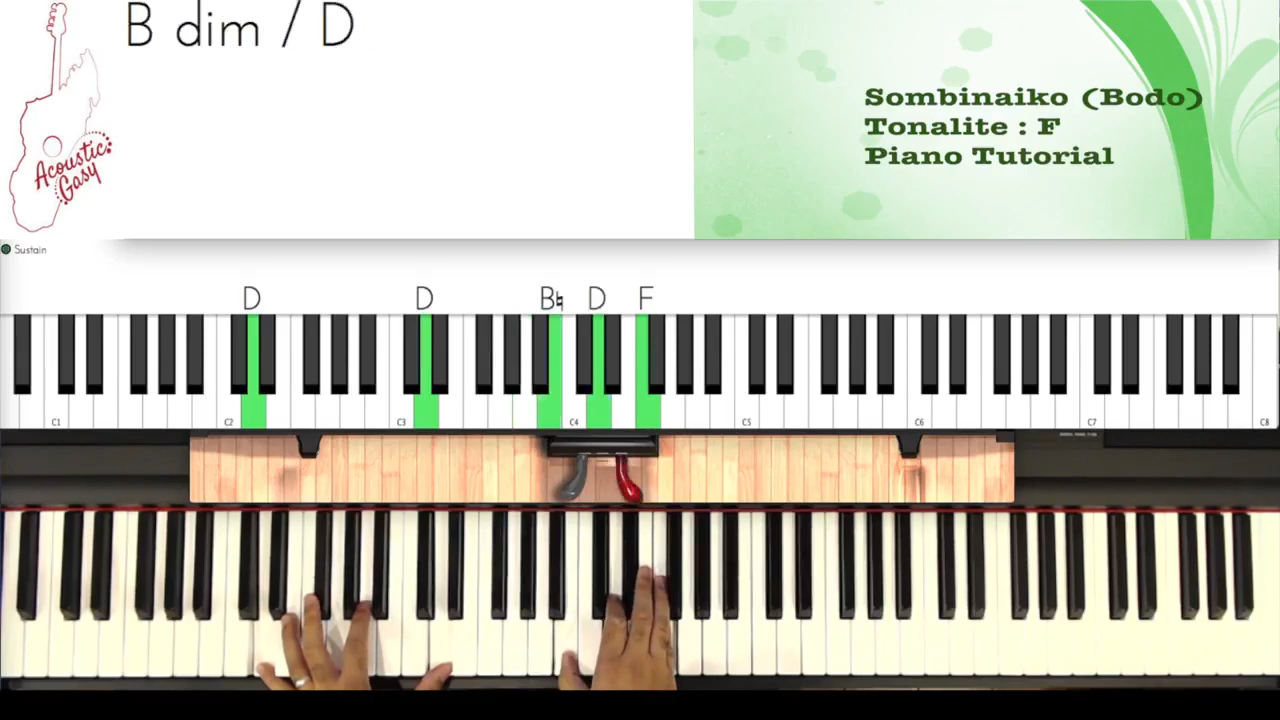 B dim / D
Acoustic
Gasy
Sombinaiko (Bodo)
Tonalite : F
Piano Tutorial
Sustain
D D B♮ D F
C1 C2 C3 C4 C5 C6 C7 C8